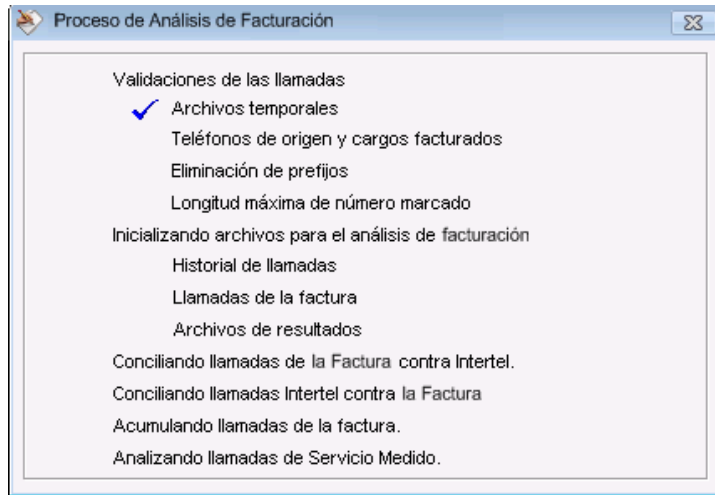 Proceso de Análisis de Facturación
Validaciones de las llamadas
Archivos temporales
Teléfonos de origen y cargos facturados
Eliminación de prefijos
Longitud máxima de número marcado
Inicializando archivos para el análisis de facturación
Historial de llamadas
Llamadas de la factura
Archivos de resultados
Conciliando llamadas de la Factura contra Intertel.
Conciliando llamadas Intertel contra la Factura
Acumulando llamadas de la factura.
Analizando llamadas de Servicio Medido.